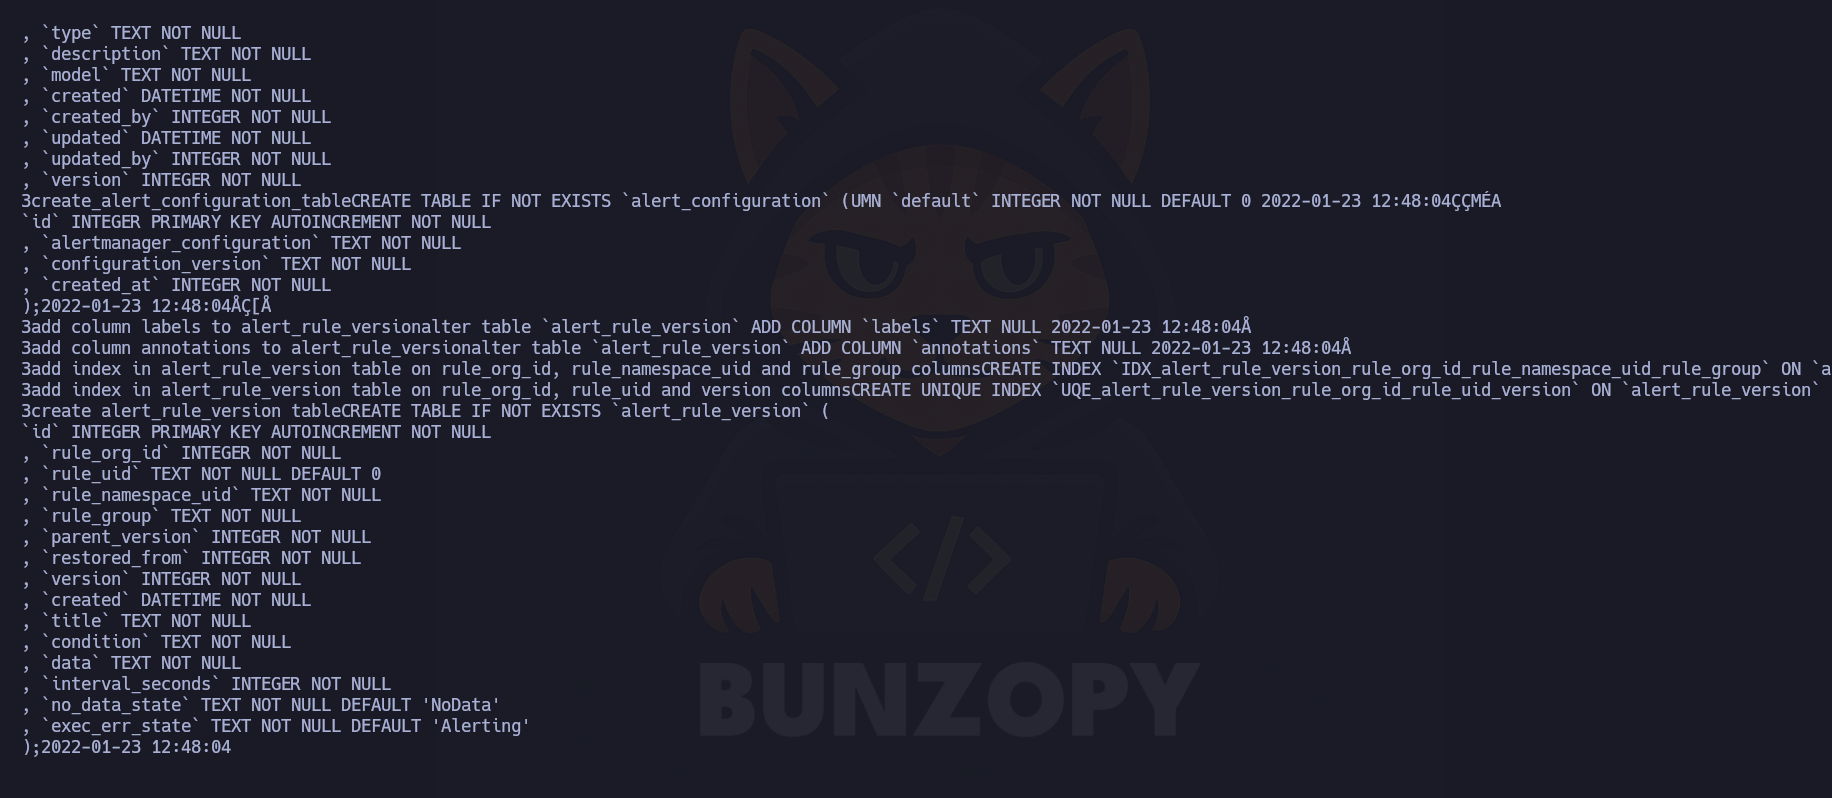 , `type` TEXT NOT NULL
, `description` TEXT NOT NULL
, `model` TEXT NOT NULL
, `created` DATETIME NOT NULL
, `created_by` INTEGER NOT NULL
, `updated` DATETIME NOT NULL
, `updated_by` INTEGER NOT NULL
, `version` INTEGER NOT NULL
3create_alert_configuration_tableCREATE TABLE IF NOT EXISTS `alert_configuration` (UMN `default` INTEGER NOT NULL DEFAULT 0 2022-01-23 12:48:04ÇÇMÉA
`id` INTEGER PRIMARY KEY AUTOINCREMENT NOT NULL
, `alertmanager_configuration` TEXT NOT NULL
, `configuration_version` TEXT NOT NULL
, `created_at` INTEGER NOT NULL
);2022-01-23 12:48:04ÅÇ[Å
3add column labels to alert_rule_versionalter table `alert_rule_version` ADD COLUMN `labels` TEXT NULL 2022-01-23 12:48:04Å
3add column annotations to alert_rule_versionalter table `alert_rule_version` ADD COLUMN `annotations` TEXT NULL 2022-01-23 12:48:04Å
3add index in alert_rule_version table on rule_org_id, rule_namespace_uid and rule_group columnsCREATE INDEX `IDX_alert_rule_version_rule_org_id_rule_namespace_uid_rule_group` ON `a
3add index in alert_rule_version table on rule_org_id, rule_uid and version columnsCREATE UNIQUE INDEX `UQE_alert_rule_version_rule_org_id_rule_uid_version` ON `alert_rule_version`
3create alert_rule_version tableCREATE TABLE IF NOT EXISTS `alert_rule_version` (
`id` INTEGER PRIMARY KEY AUTOINCREMENT NOT NULL
, `rule_org_id` INTEGER NOT NULL
, `rule_uid` TEXT NOT NULL DEFAULT 0
, `rule_namespace_uid` TEXT NOT NULL
, `rule_group` TEXT NOT NULL
, `parent_version` INTEGER NOT NULL
, `restored_from` INTEGER NOT NULL
, `version` INTEGER NOT NULL
, `created` DATETIME NOT NULL
, `title` TEXT NOT NULL
, `condition` TEXT NOT NULL
, `data` TEXT NOT NULL
, `interval_seconds` INTEGER NOT NULL
, `no_data_state` TEXT NOT NULL DEFAULT 'NoData'
, `exec_err_state` TEXT NOT NULL DEFAULT 'Alerting'
);2022-01-23 12:48:04
</>
BUNZOPY